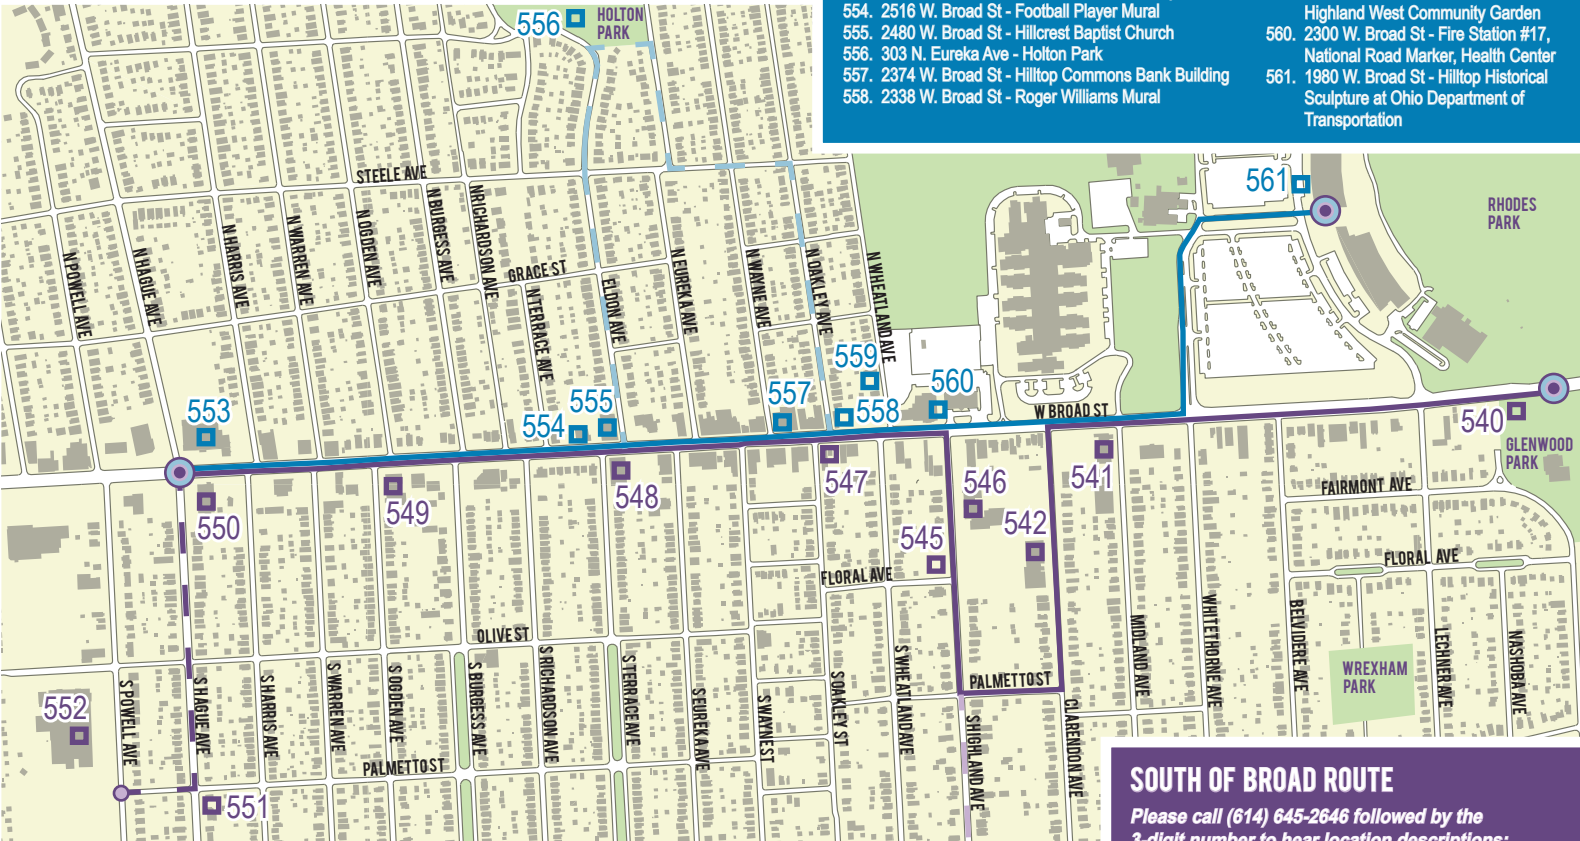 554. 2516 W. Broad St - Football Player Mural
555. 2480 W. Broad St - Hillcrest Baptist Church
556. 303 N. Eureka Ave - Holton Park
557. 2374 W. Broad St - Hilltop Commons Bank Building
558. 2338 W. Broad St - Roger Williams Mural
Highland West Community Garden
560. 2300 W. Broad St - Fire Station #17,
National Road Marker, Health Center
561. 1980 W. Broad St - Hilltop Historical
Sculpture at Ohio Department of
Transportation
556
HOLTON
PARK
STEELE AVE
561
RHODES
PARK
N POWELL AVE
N HAGUE AVE
N HARRIS AVE
N WARREN AVE
N OGDEN AVE
N BURGESS AVE
N RICHARDSON AVE
GRACE ST
N TERRACE AVE
ELDON AVE
N EUREKA AVE
N WAYNE AVE
N OAKLEY AVE
N WHEATLAND AVE
553
554
555
557
559
558
560
W BROAD ST
540
GLENWOOD
PARK
550
549
548
547
546
541
545
542
FAIRMONT AVE
FLORAL AVE
FLORAL AVE
OLIVE ST
MIDLAND AVE
WHITETHORNE AVE
BELVIDERE AVE
WREXHAM
PARK
LECHNER AVE
NASHOBA AVE
552
S POWELL AVE
S HAGUE AVE
S HARRIS AVE
S WARREN AVE
S OGDEN AVE
S BURGESS AVE
S RICHARDSON AVE
S TERRACE AVE
S EUREKA AVE
S WAYNE ST
S OAKLEY ST
S WHEATLAND AVE
PALMETTO ST
S HIGHLAND AVE
CLARENDON AVE
PALMETTO ST
551
SOUTH OF BROAD ROUTE
Please call (614) 645-2646 followed by the
3-digit number to hear location descriptions: